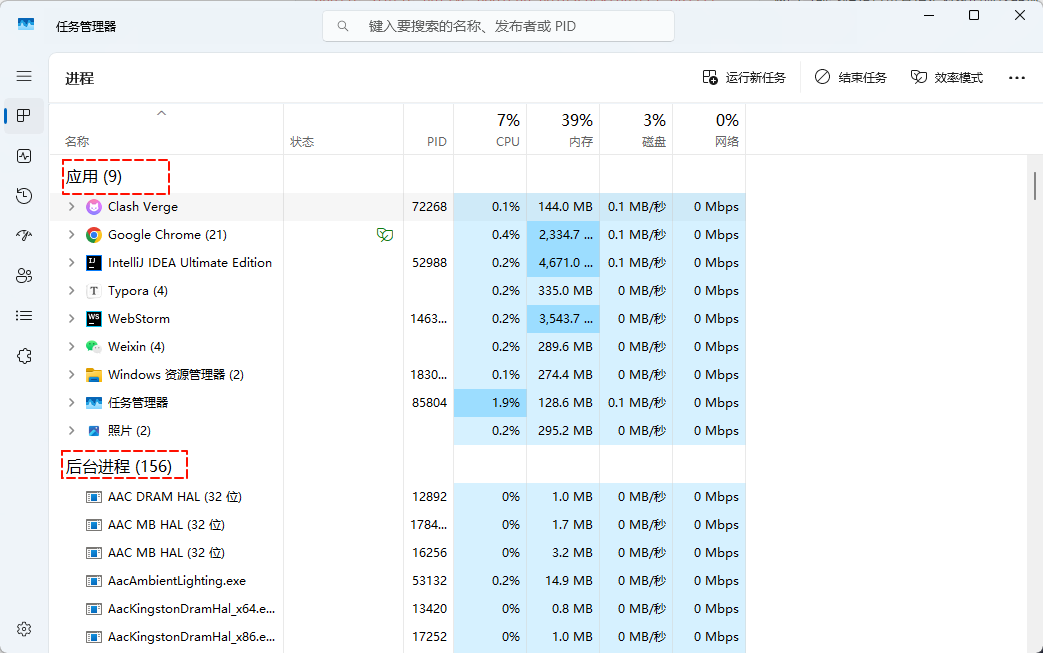 任务管理器
键入要搜索的名称、发布者或 PID
进程
运行新任务 结束任务 效率模式
7% 39% 3% 0%
名称 状态 PID CPU 内存 磁盘 网络
应用 (9)
Clash Verge 72268 0.1% 144.0 MB 0.1 MB/秒 0 Mbps
Google Chrome (21) 0.4% 2,334.7 ... 0.1 MB/秒 0 Mbps
IntelliJ IDEA Ultimate Edition 52988 0.2% 4,671.0 ... 0.1 MB/秒 0 Mbps
Typora (4) 0.2% 335.0 MB 0 MB/秒 0 Mbps
WebStorm 1463... 0.2% 3,543.7 ... 0 MB/秒 0 Mbps
Weixin (4) 0.2% 289.6 MB 0 MB/秒 0 Mbps
Windows 资源管理器 (2) 1830... 0.1% 274.4 MB 0 MB/秒 0 Mbps
任务管理器 85804 1.9% 128.6 MB 0.1 MB/秒 0 Mbps
照片 (2) 0.2% 295.2 MB 0 MB/秒 0 Mbps
后台进程 (156)
AAC DRAM HAL (32 位) 12892 0% 1.0 MB 0 MB/秒 0 Mbps
AAC MB HAL (32 位) 1784... 0% 1.7 MB 0 MB/秒 0 Mbps
AAC MB HAL (32 位) 16256 0% 3.2 MB 0 MB/秒 0 Mbps
AacAmbientLighting.exe 53132 0.2% 14.9 MB 0 MB/秒 0 Mbps
AacKingstonDramHal_x64.e... 13420 0% 0.8 MB 0 MB/秒 0 Mbps
AacKingstonDramHal_x86.e... 17252 0% 1.0 MB 0 MB/秒 0 Mbps